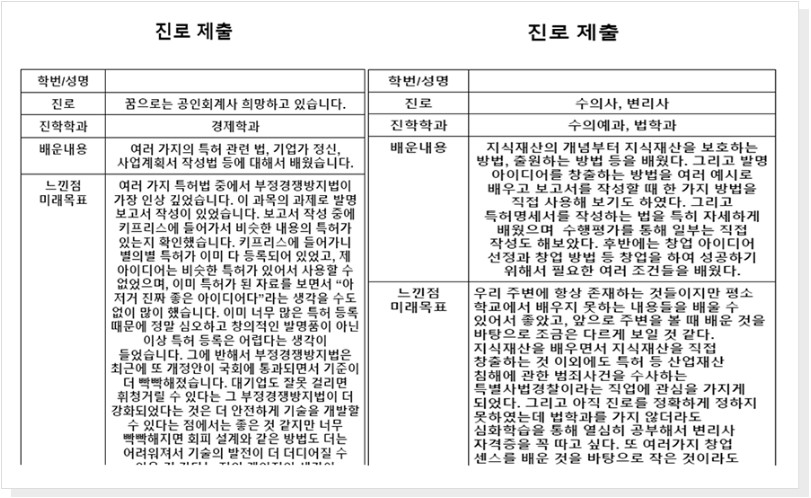 진로 제출
학번/성명
진로
꿈으로는 공인회계사 희망하고 있습니다.
진학학과
경제학과
배운내용
여러 가지의 특허 관련 법, 기업가 정신,
사업계획서 작성법 등에 대해서 배웠습니다.
느낀점
미래목표
여러 가지 특허법 중에서 부정경쟁방지법이
가장 인상 깊었습니다. 이 과목의 과제로 발명
보고서 작성이 있었습니다. 보고서 작성 중에
키프리스에 들어가서 비슷한 내용의 특허가
있는지 확인했습니다. 키프리스에 들어가니
별의별 특허가 이미 다 등록되어 있었고, 제
아이디어는 비슷한 특허가 있어서 사용할 수
없었으며, 이미 특허가 된 자료를 보면서 “아
저거 진짜 좋은 아이디어다”라는 생각을 수도
없이 많이 했습니다. 이미 너무 많은 특허 등록
때문에 정말 심오하고 창의적인 발명품이 아닌
이상 특허 등록은 어렵다는 생각이
들었습니다. 그에 반해서 부정경쟁방지법은
최근에 또 개정안이 국회에 통과되면서 기준이
더 빡빡해졌습니다. 대기업도 잘못 걸리면
휘청거릴 수 있다는 그 부정경쟁방지법이 더
강화되었다는 것은 더 안전하게 기술을 개발할
수 있다는 점에서는 좋은 것 같지만 너무
빡빡해지면 회피 설계와 같은 방법도 더는
어려워져서 기술의 발전이 더 더디어질 수
진로 제출
학번/성명
진로
수의사, 변리사
진학학과
수의예과, 법학과
배운내용
지식재산의 개념부터 지식재산을 보호하는
방법, 출원하는 방법 등을 배웠다. 그리고 발명
아이디어를 창출하는 방법을 여러 예시로
배우고 보고서를 작성할 때 한 가지 방법을
직접 사용해 보기도 하였다. 그리고
특허명세서를 작성하는 법을 특히 자세하게
배웠으며 수행평가를 통해 일부는 직접
작성도 해보았다. 후반에는 창업 아이디어
선정과 창업 방법 등 창업을 하여 성공하기
위해서 필요한 여러 조건들을 배웠다.
느낀점
미래목표
우리 주변에 항상 존재하는 것들이지만 평소
학교에서 배우지 못하는 내용들을 배울 수
있어서 좋았고, 앞으로 주변을 볼 때 배운 것을
바탕으로 조금은 다르게 보일 것 같다.
지식재산을 배우면서 지식재산을 직접
창출하는 것 이외에도 특허 등 산업재산
침해에 관한 범죄사건을 수사하는
특별사법경찰이라는 직업에 관심을 가지게
되었다. 그리고 아직 진로를 정확하게 정하지
못하였는데 법학과를 가지 않더라도
심화학습을 통해 열심히 공부해서 변리사
자격증을 꼭 따고 싶다. 또 여러가지 창업
센스를 배운 것을 바탕으로 작은 것이라도